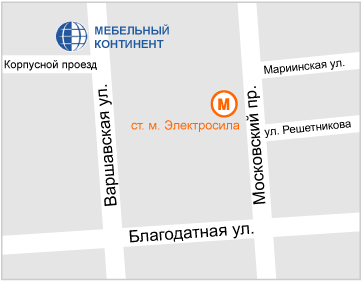 МЕБЕЛЬНЫЙ
КОНТИНЕНТ
Корпусной проезд
Мариинская ул.
Варшавская ул.
М
Московский пр.
ст. м. Электросила
ул. Решетникова
Благодатная ул.